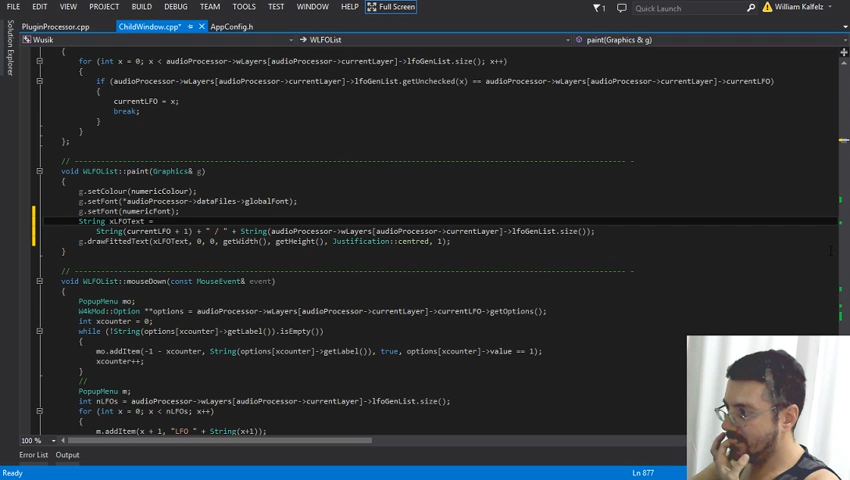 FILE EDIT VIEW PROJECT BUILD DEBUG TEAM TOOLS TEST WINDOW HELP Full Screen 1 Quick Launch William Kalfelz
PluginProcessor.cpp ChildWindow.cpp* AppConfig.h
Solution Explorer
Wusik WLFOList paint(Graphics & g)
{
for (int x = 0; x < audioProcessor->wLayers[audioProcessor->currentLayer]->lfoGenList.size(); x++)
{
if (audioProcessor->wLayers[audioProcessor->currentLayer]->lfoGenList.getUnchecked(x) == audioProcessor->wLayers[audioProcessor->currentLayer]->currentLFO)
{
currentLFO = x;
break;
}
}
};
// ------------------------------------------------------------------------------------------------------------------- -
void WLFOList::paint(Graphics& g)
{
g.setColour(numericColour);
g.setFont(*audioProcessor->dataFiles->globalFont);
g.setFont(numericFont);
String xLFOText =
String(currentLFO + 1) + " / " + String(audioProcessor->wLayers[audioProcessor->currentLayer]->lfoGenList.size());
g.drawFittedText(xLFOText, 0, 0, getWidth(), getHeight(), Justification::centred, 1);
}
// ------------------------------------------------------------------------------------------------------------------- -
void WLFOList::mouseDown(const MouseEvent& event)
{
PopupMenu mo;
W4kMod::Option **options = audioProcessor->wLayers[audioProcessor->currentLayer]->currentLFO->getOptions();
int xcounter = 0;
while (!String(options[xcounter]->getLabel()).isEmpty())
{
mo.addItem(-1 - xcounter, String(options[xcounter]->getLabel()), true, options[xcounter]->value == 1);
xcounter++;
}
//
PopupMenu m;
int nLFOs = audioProcessor->wLayers[audioProcessor->currentLayer]->lfoGenList.size();
for (int x = 0; x < nLFOs; x++)
{
m.addItem(x + 1, "LFO " + String(x+1));
100 %
Error List Output
Ready Ln 877